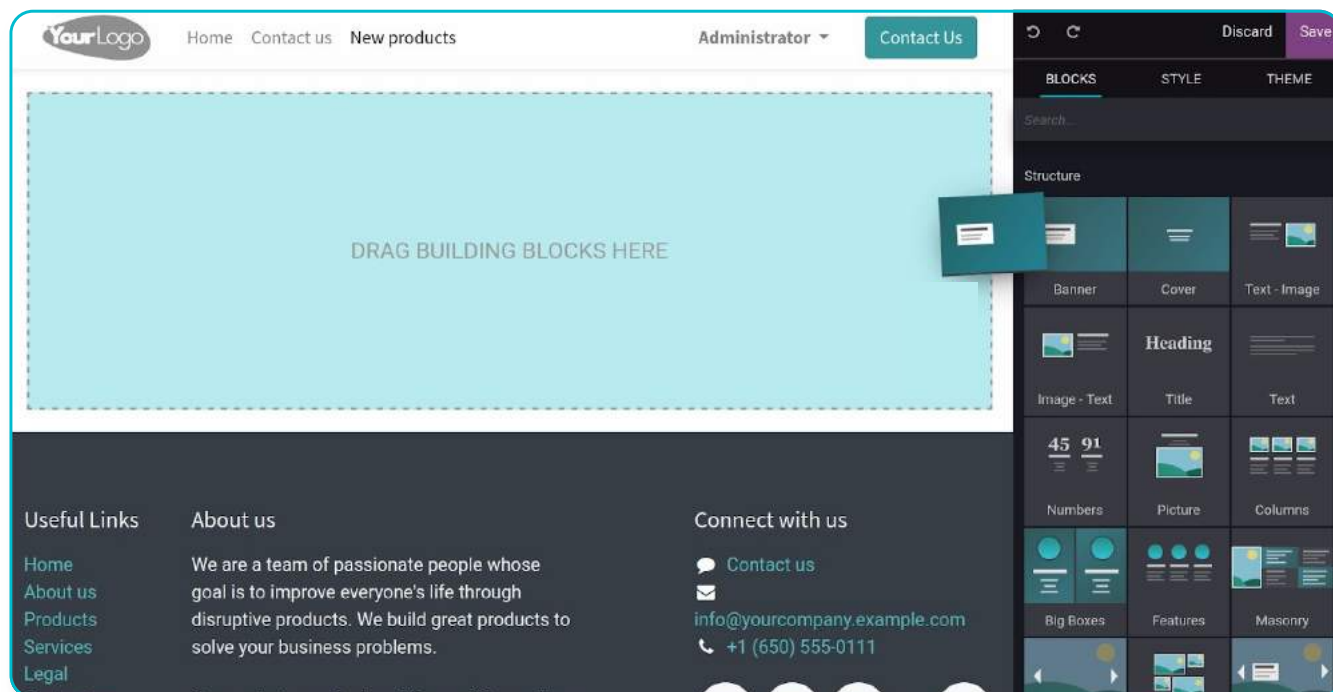 YourLogo Home Contact us New products Administrator Contact Us
Discard Save
BLOCKS STYLE THEME
Search...
Structure
DRAG BUILDING BLOCKS HERE
Banner Cover Text - Image
Heading
Image - Text Title Text
45 91
Numbers Picture Columns
Big Boxes Features Masonry
Useful Links
Home
About us
Products
Services
Legal
About us
We are a team of passionate people whose
goal is to improve everyone's life through
disruptive products. We build great products to
solve your business problems.
Connect with us
Contact us
info@yourcompany.example.com
+1 (650) 555-0111